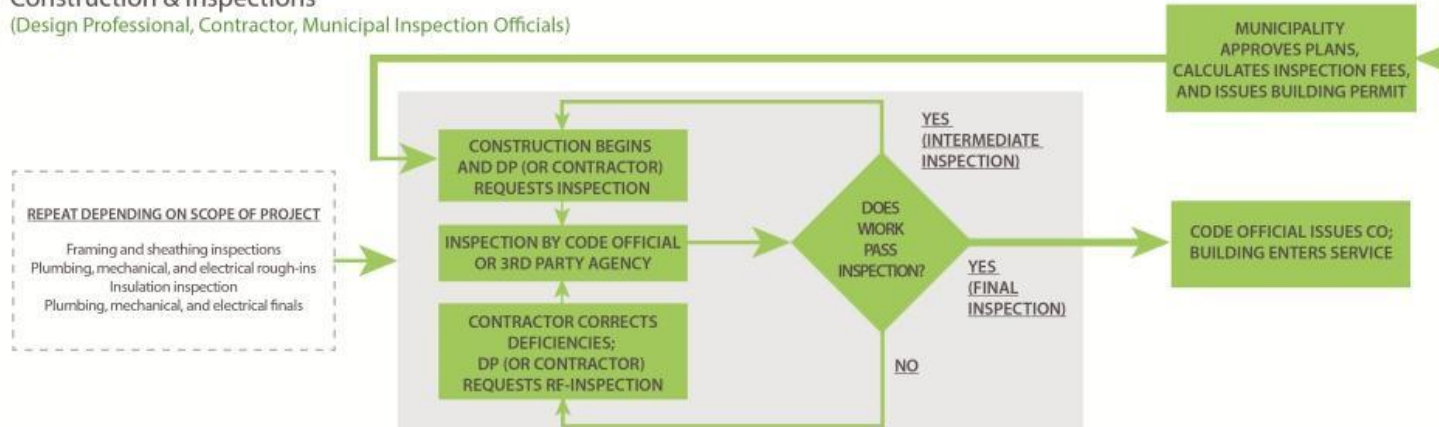 Construction & Inspections
(Design Professional, Contractor, Municipal Inspection Officials)
MUNICIPALITY
APPROVES PLANS,
CALCULATES INSPECTION FEES,
AND ISSUES BUILDING PERMIT
CONSTRUCTION BEGINS
AND DP (OR CONTRACTOR)
REQUESTS INSPECTION
YES
(INTERMEDIATE
INSPECTION)
REPEAT DEPENDING ON SCOPE OF PROJECT
Framing and sheathing inspections
Plumbing, mechanical, and electrical rough-ins
Insulation inspection
Plumbing, mechanical, and electrical finals
INSPECTION BY CODE OFFICIAL
OR 3RD PARTY AGENCY
DOES
WORK
PASS
INSPECTION?
CODE OFFICIAL ISSUES CO;
BUILDING ENTERS SERVICE
YES
(FINAL
INSPECTION)
CONTRACTOR CORRECTS
DEFICIENCIES;
DP (OR CONTRACTOR)
REQUESTS RF-INSPECTION
NO